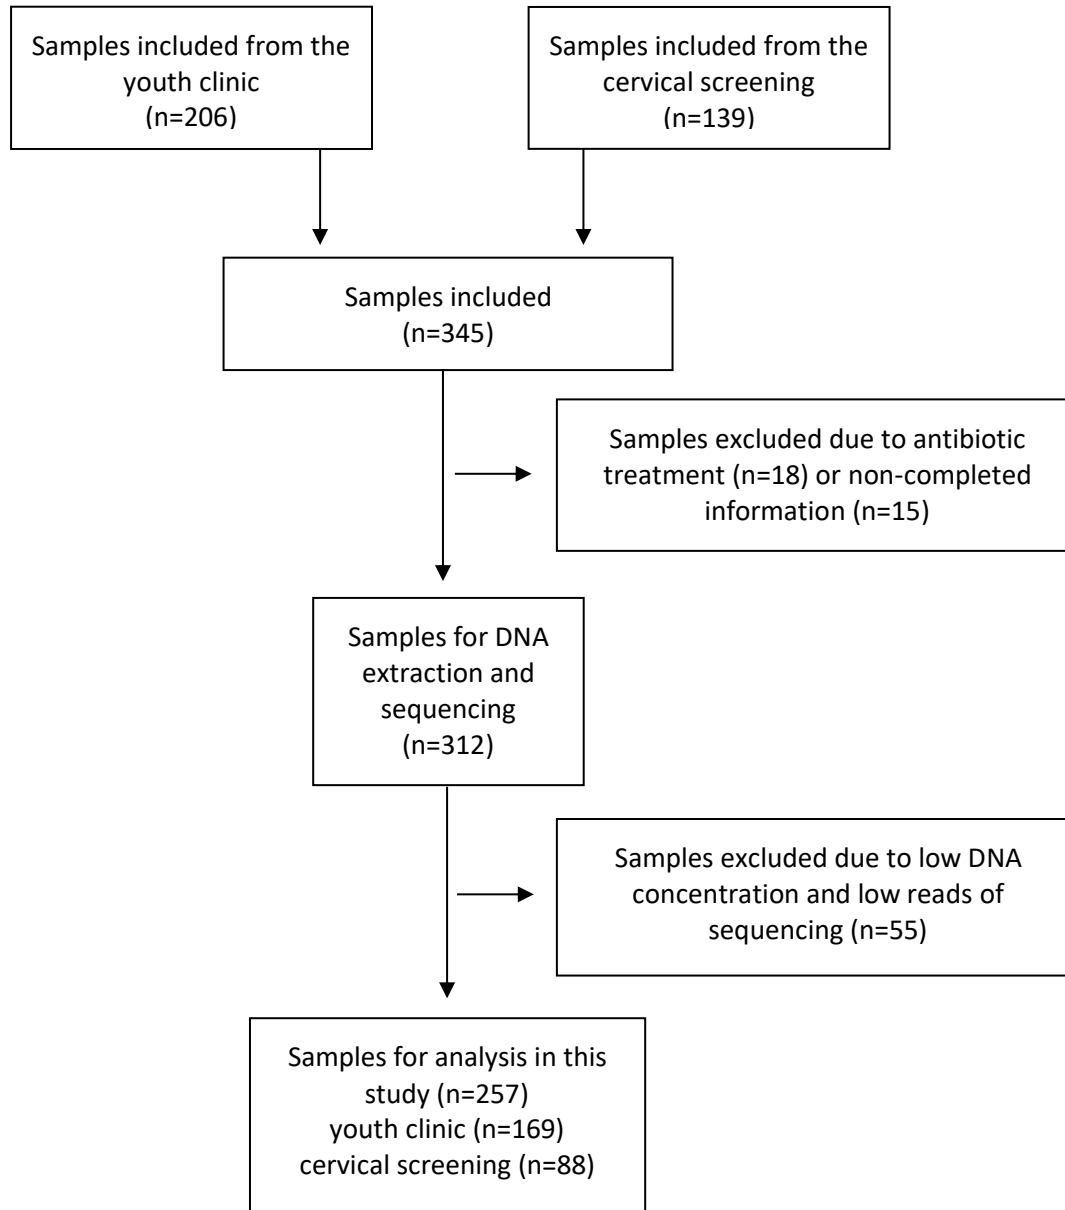 Samples included from the
youth clinic
(n=206)
Samples included from the
cervical screening
(n=139)
Samples included
(n=345)
Samples excluded due to antibiotic
treatment (n=18) or non-completed
information (n=15)
Samples for DNA
extraction and
sequencing
(n=312)
Samples excluded due to low DNA
concentration and low reads of
sequencing (n=55)
Samples for analysis in this
study (n=257)
youth clinic (n=169)
cervical screening (n=88)